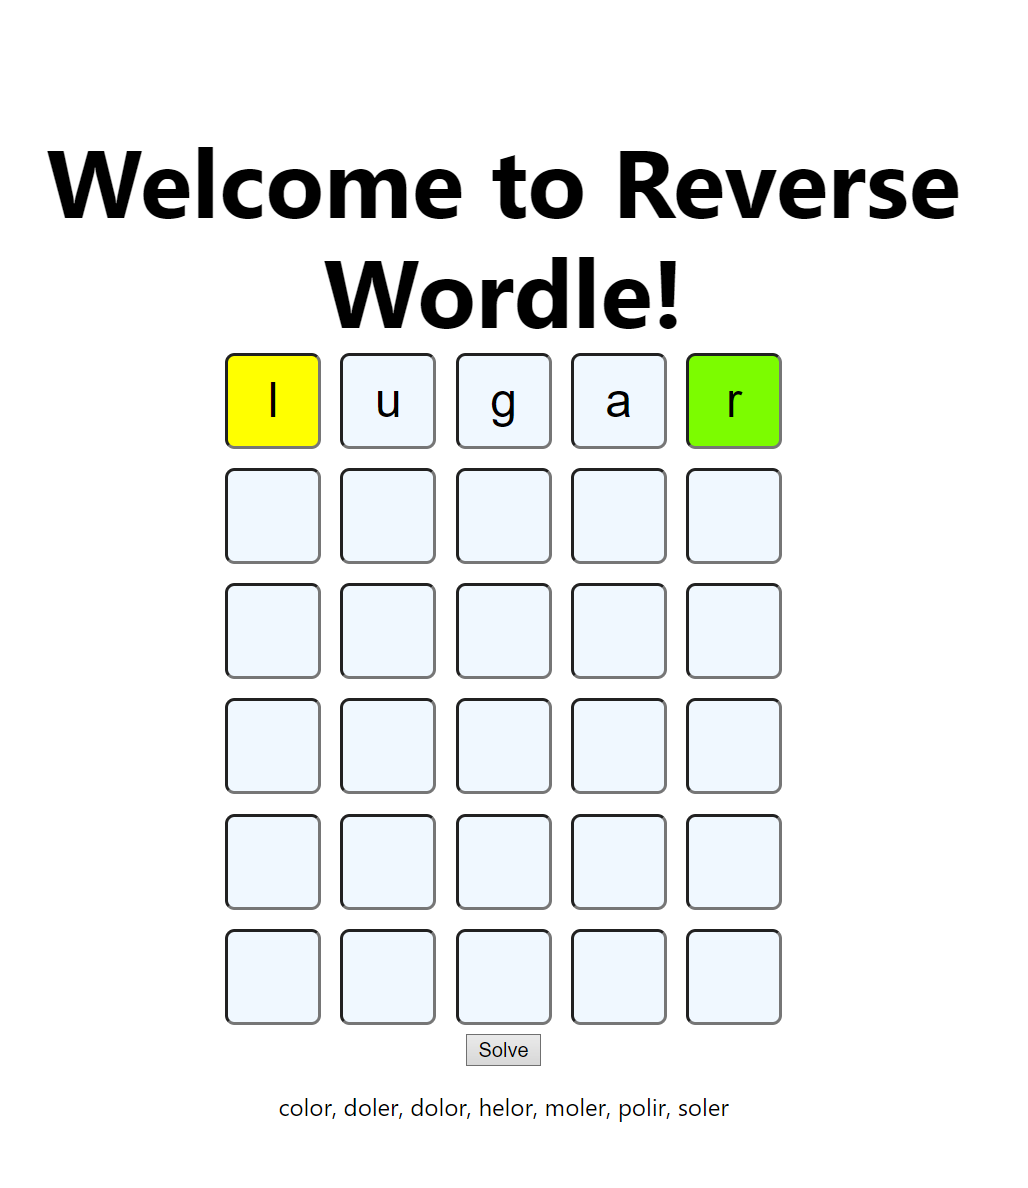 Welcome to Reverse
Wordle!
l u g a r
Solve
color, doler, dolor, helor, moler, polir, soler